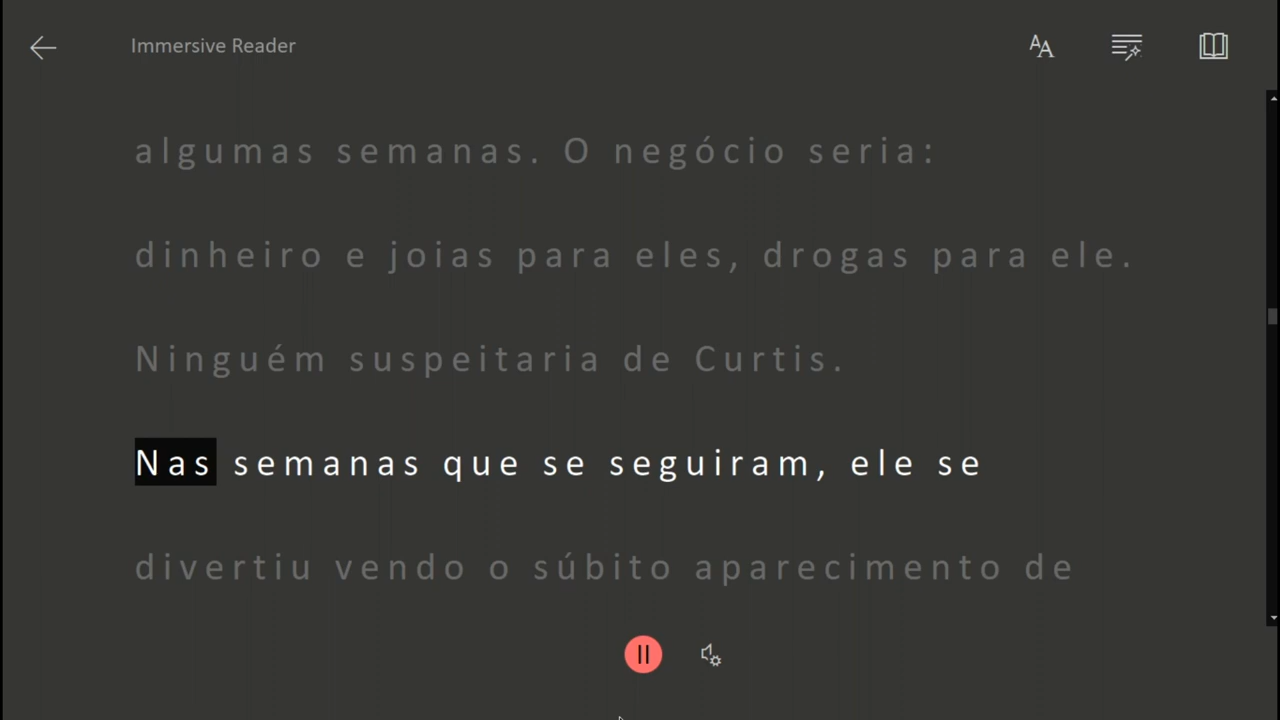 Immersive Reader
algumas semanas. O negócio seria:
dinheiro e joias para eles, drogas para ele.
Ninguém suspeitaria de Curtis.
Nas semanas que se seguiram, ele se
divertiu vendo o súbito aparecimento de